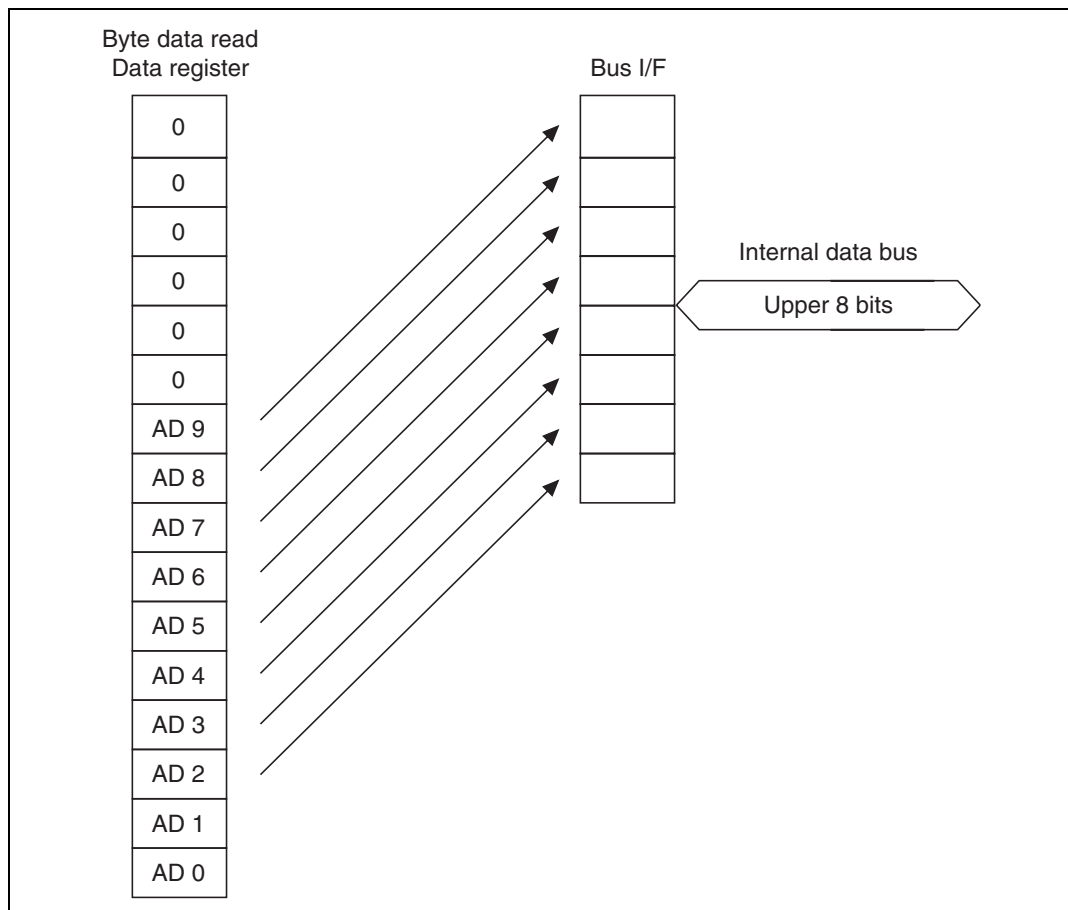 Byte data read
Data register
Bus I/F
0
0
0
0
0
0
AD 9
AD 8
AD 7
AD 6
AD 5
AD 4
AD 3
AD 2
AD 1
AD 0
Internal data bus
Upper 8 bits